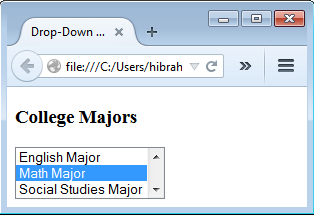 Drop-Down ...
file:///C:/Users/hibrah
College Majors
English Major
Math Major
Social Studies Major